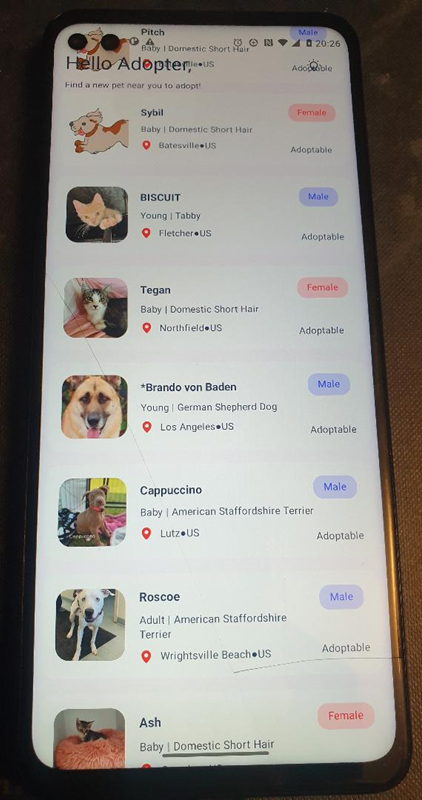 Pitch
Male
20:26
Baby | Domestic Short Hair
Hello Adopter,
US
Adoptable
Find a new pet near you to adopt!
Sybil
Female
Baby | Domestic Short Hair
Batesville●US
Adoptable
BISCUIT
Male
Young | Tabby
Fletcher●US
Adoptable
Tegan
Female
Baby | Domestic Short Hair
Northfield●US
Adoptable
*Brando von Baden
Male
Young | German Shepherd Dog
Los Angeles●US
Adoptable
Cappuccino
Male
Baby | American Staffordshire Terrier
Lutz●US
Adoptable
Roscoe
Male
Adult | American Staffordshire
Terrier
Wrightsville Beach●US
Adoptable
Ash
Female
Baby | Domestic Short Hair